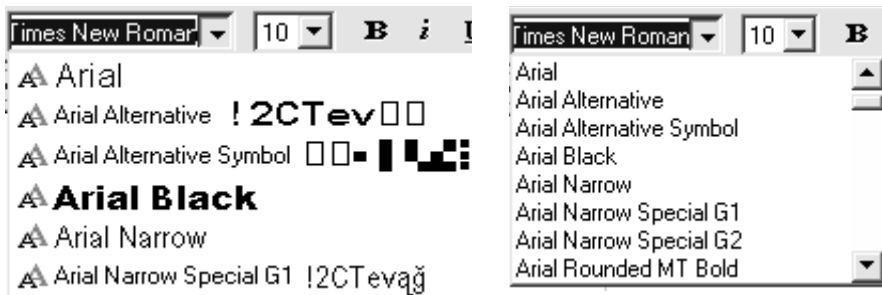 Times New Roman 10 B i U
Arial
Arial Alternative !2CTev
Arial Alternative Symbol
Arial Black
Arial Narrow
Arial Narrow Special G1 !2CTevąğ
Times New Roman 10 B
Arial
Arial Alternative
Arial Alternative Symbol
Arial Black
Arial Narrow
Arial Narrow Special G1
Arial Narrow Special G2
Arial Rounded MT Bold